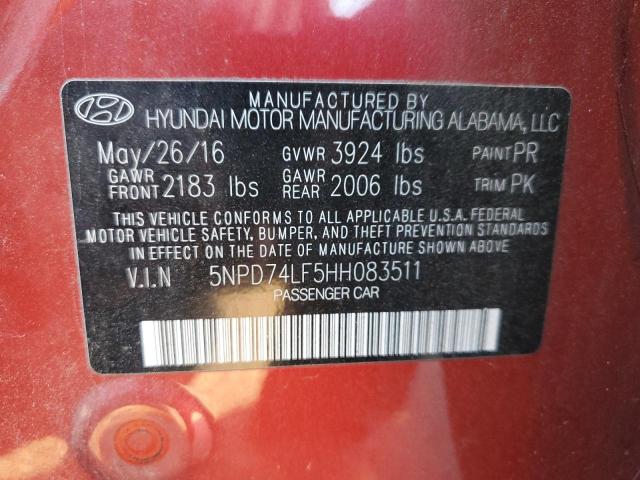 MANUFACTURED BY
HYUNDAI MOTOR MANUFACTURING ALABAMA, LLC
May/26/16 GVWR 3924 lbs PAINT PR
GAWR FRONT 2183 lbs GAWR REAR 2006 lbs TRIM PK
THIS VEHICLE CONFORMS TO ALL APPLICABLE U.S.A. FEDERAL
MOTOR VEHICLE SAFETY, BUMPER, AND THEFT PREVENTION STANDARDS
IN EFFECT ON THE DATE OF MANUFACTURE SHOWN ABOVE.
V.I.N 5NPD74LF5HH083511
PASSENGER CAR